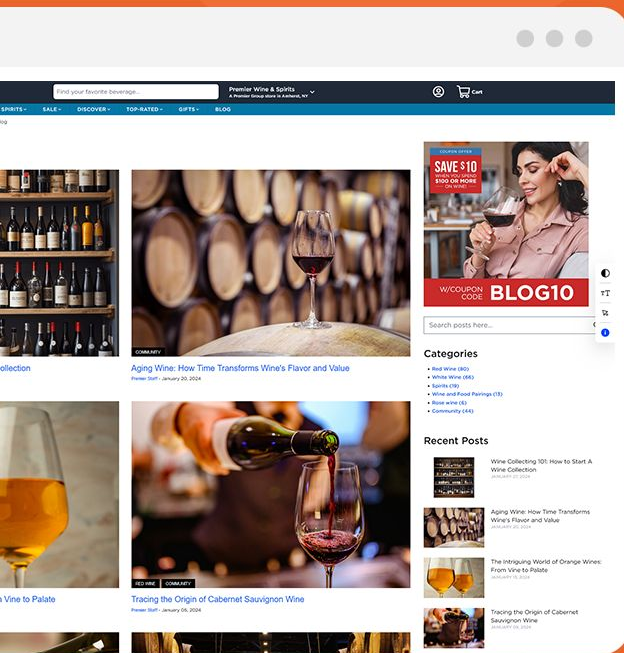 Find your favorite beverage...
Premier Wine & Spirits
A Premier Group store in Amherst, NY
Cart
SPIRITS
SALE
DISCOVER
TOP-RATED
GIFTS
BLOG
log
COUPON OFFER
SAVE $10
WHEN YOU SPEND
$100 OR MORE
ON WINE!
W/COUPON
CODE
BLOG10
TT
Search posts here...
COMMUNITY
ollection
Aging Wine: How Time Transforms Wine's Flavor and Value
Premier Staff - January 20, 2024
Categories
Red Wine (80)
White Wine (66)
Spirits (19)
Wine and Food Pairings (13)
Rose wine (6)
Community (44)
Recent Posts
Wine Collecting 101: How to Start A
Wine Collection
JANUARY 27, 2024
Aging Wine: How Time Transforms
Wine's Flavor and Value
JANUARY 20, 2024
The Intriguing World of Orange Wines:
From Vine to Palate
JANUARY 13, 2024
Tracing the Origin of Cabernet
Sauvignon Wine
JANUARY 06, 2024
RED WINE
COMMUNITY
Vine to Palate
Tracing the Origin of Cabernet Sauvignon Wine
Premier Staff - January 06, 2024